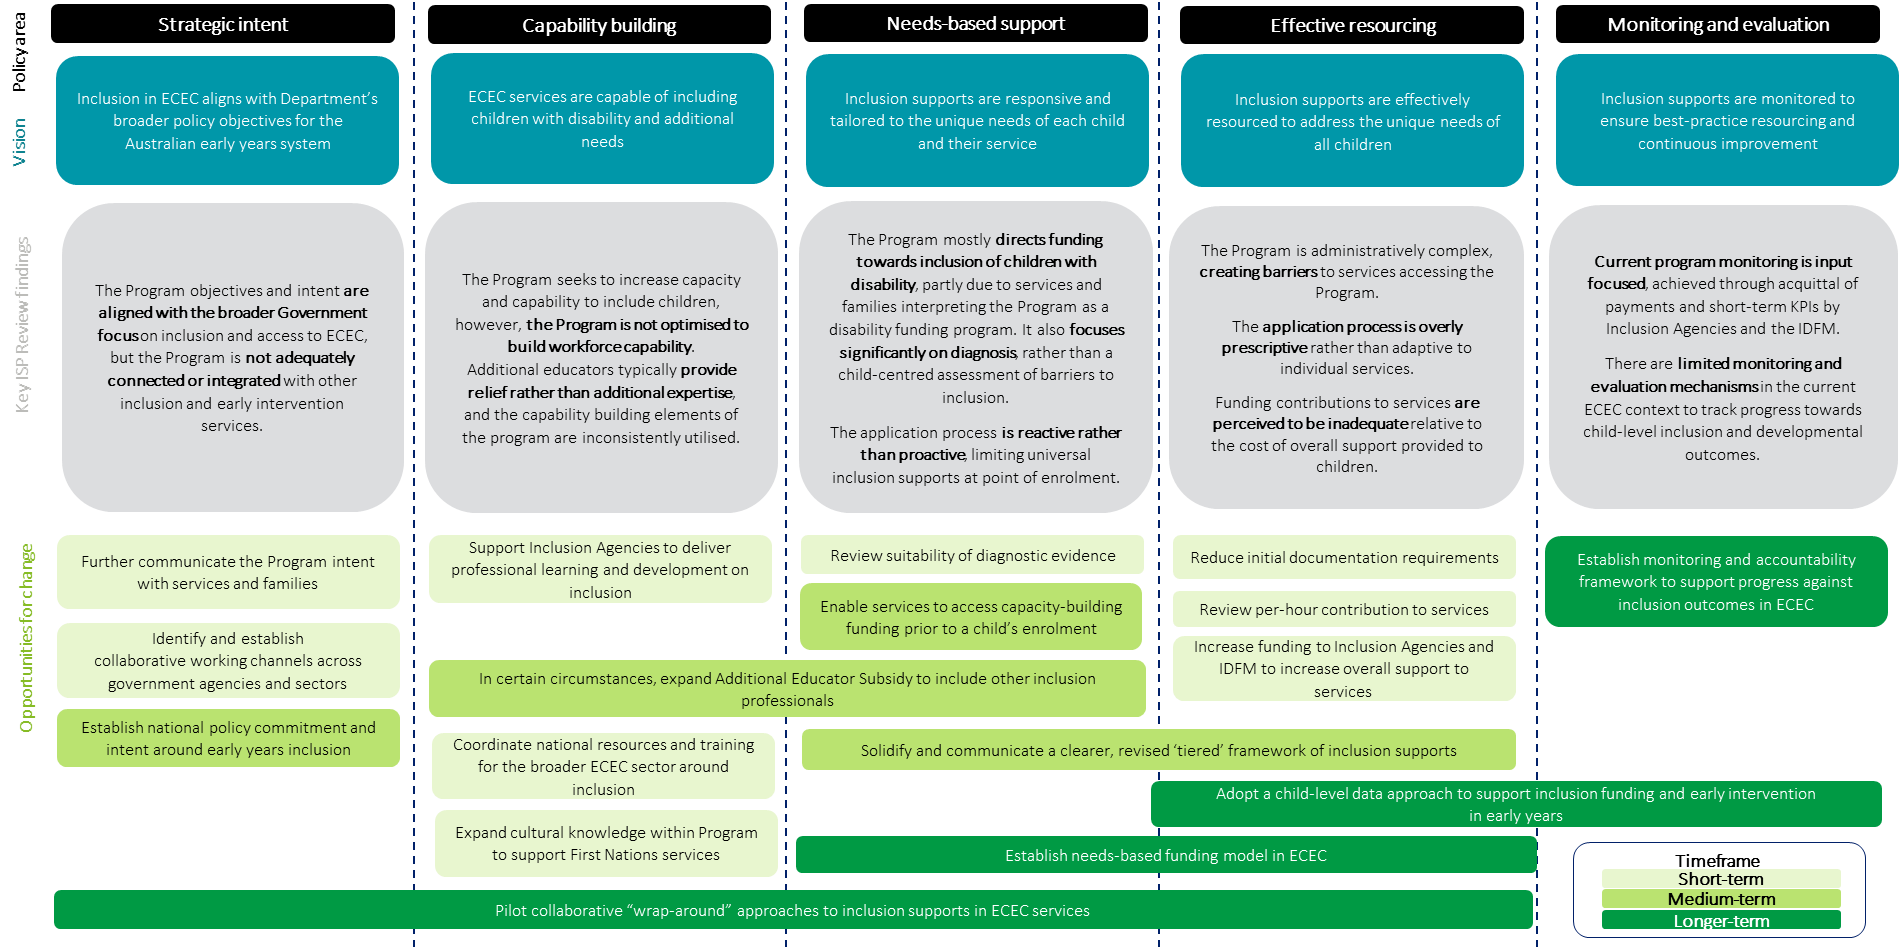 Policy area
Strategic intent
Capability building
Needs-based support
Effective resourcing
Monitoring and evaluation
Vision
Inclusion in ECEC aligns with Department's
broader policy objectives for the
Australian early years system
ECEC services are capable of including
children with disability and additional
needs
Inclusion supports are responsive and
tailored to the unique needs of each child
and their service
Inclusion supports are effectively
resourced to address the unique needs of
all children
Inclusion supports are monitored to
ensure best-practice resourcing and
continuous improvement
Key ISP Review findings
The Program objectives and intent are
aligned with the broader Government
focus on inclusion and access to ECEC,
but the Program is not adequately
connected or integrated with other
inclusion and early intervention
services.
The Program seeks to increase capacity
and capability to include children,
however, the Program is not optimised to
build workforce capability.
Additional educators typically provide
relief rather than additional expertise,
and the capability building elements of
the program are inconsistently utilised.
The Program mostly directs funding
towards inclusion of children with
disability, partly due to services and
families interpreting the Program as a
disability funding program. It also focuses
significantly on diagnosis, rather than a
child-centred assessment of barriers to
inclusion.
The application process is reactive rather
than proactive, limiting universal
inclusion supports at point of enrolment.
The Program is administratively complex,
creating barriers to services accessing the
Program.
The application process is overly
prescriptive rather than adaptive to
individual services.
Funding contributions to services are
perceived to be inadequate relative to
the cost of overall support provided to
children.
Current program monitoring is input
focused, achieved through acquittal of
payments and short-term KPIs by
Inclusion Agencies and the IDFM.
There are limited monitoring and
evaluation mechanisms in the current
ECEC context to track progress towards
child-level inclusion and developmental
outcomes.
Opportunities for change
Further communicate the Program intent
with services and families
Identify and establish
collaborative working channels across
government agencies and sectors
Establish national policy commitment and
intent around early years inclusion
Support Inclusion Agencies to deliver
professional learning and development on
inclusion
Review suitability of diagnostic evidence
Enable services to access capacity-building
funding prior to a child's enrolment
Reduce initial documentation requirements
Review per-hour contribution to services
Increase funding to Inclusion Agencies and
IDFM to increase overall support to
services
Establish monitoring and accountability
framework to support progress against
inclusion outcomes in ECEC
In certain circumstances, expand Additional Educator Subsidy to include other inclusion
professionals
Coordinate national resources and training
for the broader ECEC sector around
inclusion
Solidify and communicate a clearer, revised 'tiered' framework of inclusion supports
Adopt a child-level data approach to support inclusion funding and early intervention
in early years
Expand cultural knowledge within Program
to support First Nations services
Establish needs-based funding model in ECEC
Pilot collaborative "wrap-around" approaches to inclusion supports in ECEC services
Timeframe
Short-term
Medium-term
Longer-term